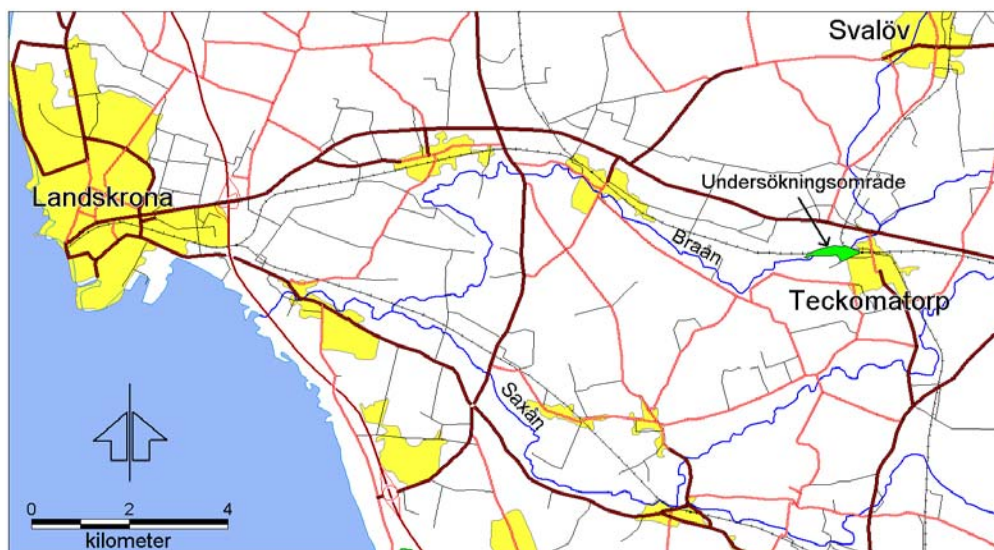 Svalöv
Undersökningsområde
Landskrona
Braån
Teckomatorp
Saxån
0 2 4
kilometer